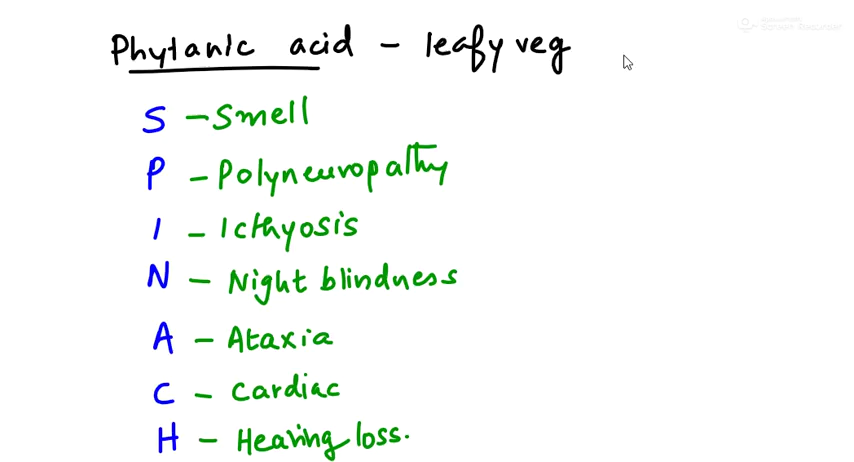 Phytanic acid - leafy veg
S - Smell
P - Polyneuropathy
I - Icthyosis
N - Night blindness
A - Ataxia
C - Cardiac
H - Hearing loss.